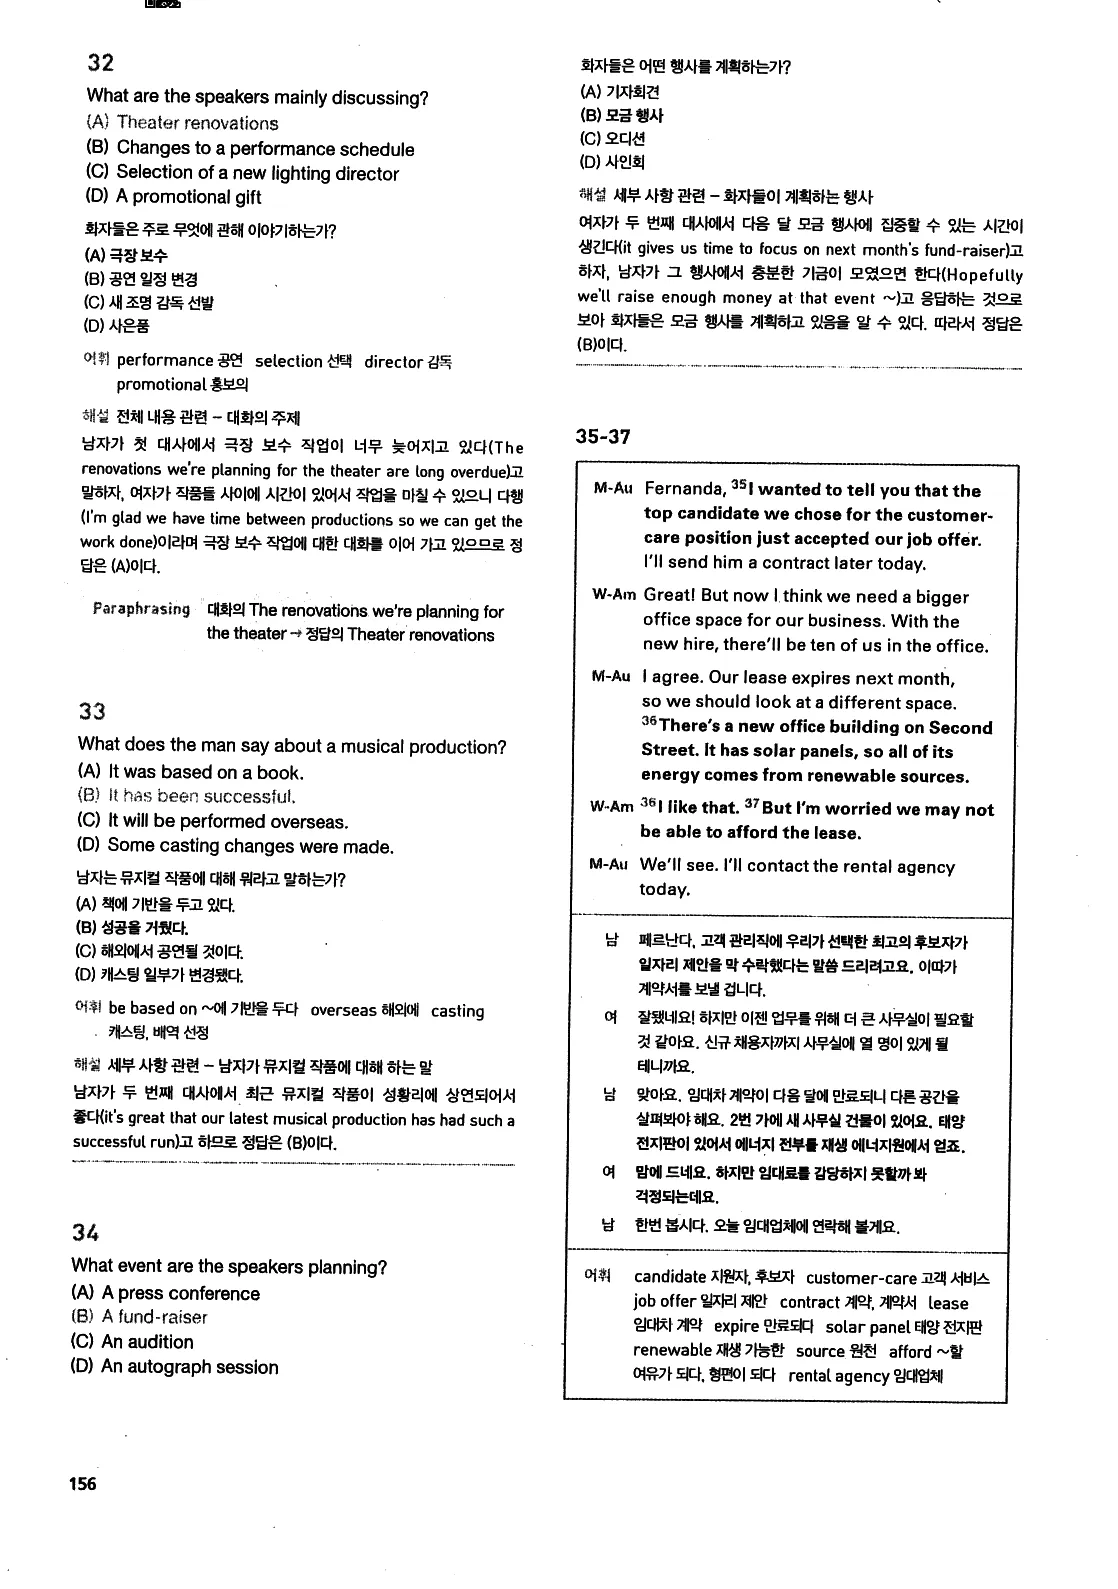 32
What are the speakers mainly discussing?
(A) Theater renovations
(B) Changes to a performance schedule
(C) Selection of a new lighting director
(D) A promotional gift
화자들은 주로 무엇에 관해 이야기하는가?
(A) 극장 보수
(B) 공연 일정 변경
(C) 새 조명 감독 선발
(D) 사은품
어휘 performance 공연 selection 선택 director 감독
promotional 홍보의
해설 전체 내용 관련 – 대화의 주제
남자가 첫 대사에서 극장 보수 작업이 너무 늦어지고 있다(The
renovations we're planning for the theater are long overdue)고
말하자, 여자가 작품들 사이에 시간이 있어서 작업을 마칠 수 있으니 다행
(I'm glad we have time between productions so we can get the
work done)이라며 극장 보수 작업에 대한 대화를 이어 가고 있으므로 정
답은 (A)이다.
Paraphrasing 대화의 The renovations we're planning for
the theater → 정답의 Theater renovations
33
What does the man say about a musical production?
(A) It was based on a book.
(B) It has been successful.
(C) It will be performed overseas.
(D) Some casting changes were made.
남자는 뮤지컬 작품에 대해 뭐라고 말하는가?
(A) 책에 기반을 두고 있다.
(B) 성공을 거뒀다.
(C) 해외에서 공연될 것이다.
(D) 캐스팅 일부가 변경됐다.
어휘 be based on ~에 기반을 두다 overseas 해외에 casting
캐스팅, 배역 선정
해설 세부 사항 관련 – 남자가 뮤지컬 작품에 대해 하는 말
남자가 두 번째 대사에서 최근 뮤지컬 작품이 성황리에 상연되어서
좋다(it's great that our latest musical production has had such a
successful run)고 하므로 정답은 (B)이다.
34
What event are the speakers planning?
(A) A press conference
(B) A fund-raiser
(C) An audition
(D) An autograph session
156
화자들은 어떤 행사를 계획하는가?
(A) 기자회견
(B) 모금 행사
(C) 오디션
(D) 사인회
해설 세부 사항 관련 – 화자들이 계획하는 행사
여자가 두 번째 대사에서 다음 달 모금 행사에 집중할 수 있는 시간이
생긴다(it gives us time to focus on next month's fund-raiser)고
하자, 남자가 그 행사에서 충분한 기금이 모였으면 한다(Hopefully
we'll raise enough money at that event ~)고 응답하는 것으로
보아 화자들은 모금 행사를 계획하고 있음을 알 수 있다. 따라서 정답은
(B)이다.
35-37
M-Au Fernanda, 35I wanted to tell you that the
top candidate we chose for the customer-
care position just accepted our job offer.
I'll send him a contract later today.
W-Am Great! But now I think we need a bigger
office space for our business. With the
new hire, there'll be ten of us in the office.
M-Au I agree. Our lease expires next month,
so we should look at a different space.
36There's a new office building on Second
Street. It has solar panels, so all of its
energy comes from renewable sources.
W-Am 36I like that. 37But I'm worried we may not
be able to afford the lease.
M-Au We'll see. I'll contact the rental agency
today.
남 페르난다, 고객 관리직에 우리가 선택한 최고의 후보자가
일자리 제안을 막 수락했다는 말씀 드리려고요. 이따가
계약서를 보낼 겁니다.
여 잘됐네요! 하지만 이젠 업무를 위해 더 큰 사무실이 필요할
것 같아요. 신규 채용자까지 사무실에 열 명이 있게 될
테니까요.
남 맞아요. 임대차 계약이 다음 달에 만료되니 다른 공간을
살펴봐야 해요. 2번 가에 새 사무실 건물이 있어요. 태양
전지판이 있어서 에너지 전부를 재생 에너지원에서 얻죠.
여 맘에 드네요. 하지만 임대료를 감당하지 못할까 봐
걱정되는데요.
남 한번 봅시다. 오늘 임대업체에 연락해 볼게요.
어휘 candidate 지원자, 후보자 customer-care 고객 서비스
job offer 일자리 제안 contract 계약, 계약서 lease
임대차 계약 expire 만료되다 solar panel 태양 전지판
renewable 재생 가능한 source 원천 afford ~할
여유가 되다, 형편이 되다 rental agency 임대업체